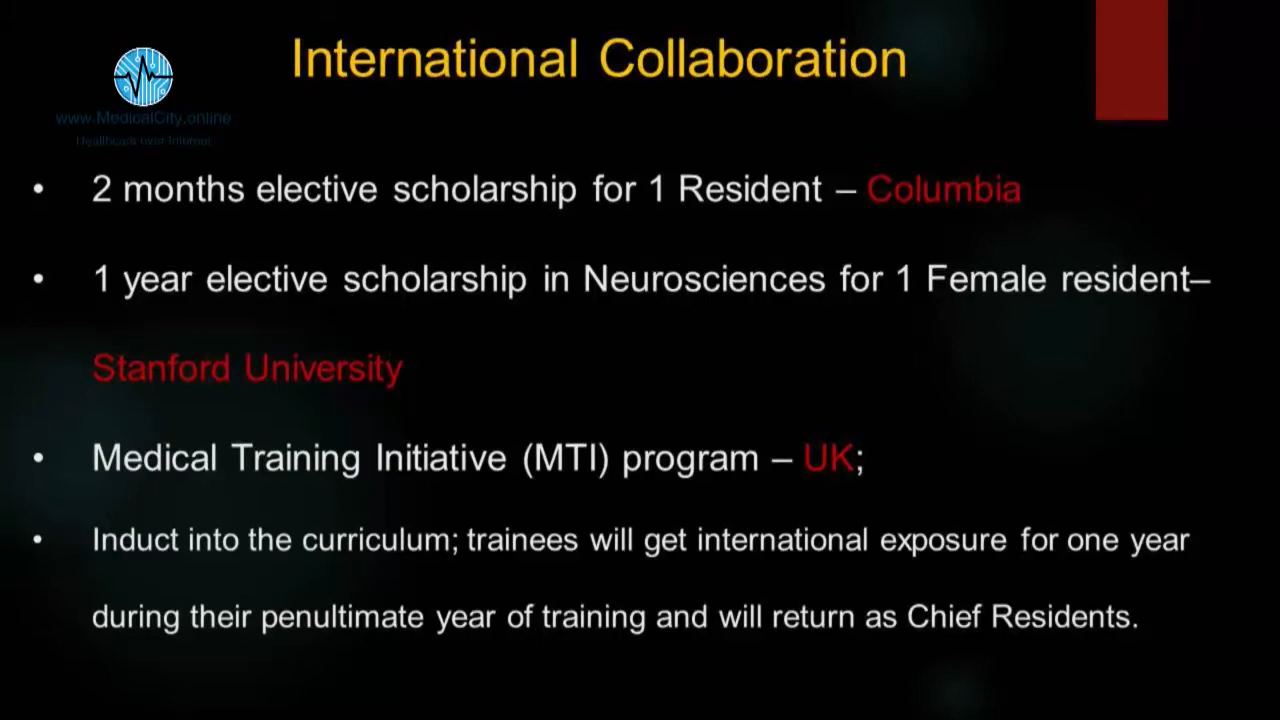 International Collaboration
www.MedicalCity.online
Healthcare over Internet
• 2 months elective scholarship for 1 Resident – Columbia
• 1 year elective scholarship in Neurosciences for 1 Female resident–
Stanford University
• Medical Training Initiative (MTI) program – UK;
• Induct into the curriculum; trainees will get international exposure for one year
during their penultimate year of training and will return as Chief Residents.